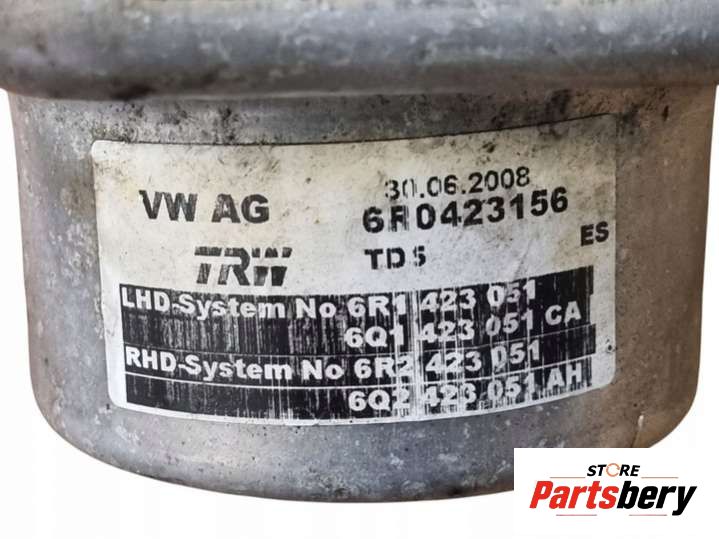 30.06.2008
VW AG 6R0423156
ES
TRW TD5
LHD-System No 6R1 423 051
6Q1 423 051 CA
RHD-System No 6R2 423 051
6Q2 423 051 AH
STORE
Partsbery